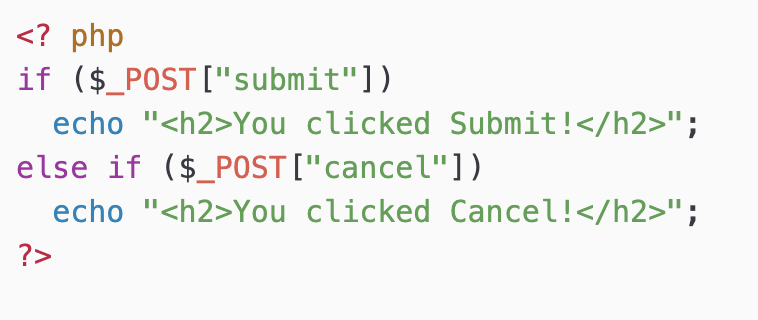 <? php
if ($_POST["submit"])
  echo "<h2>You clicked Submit!</h2>";
else if ($_POST["cancel"])
  echo "<h2>You clicked Cancel!</h2>";
?>